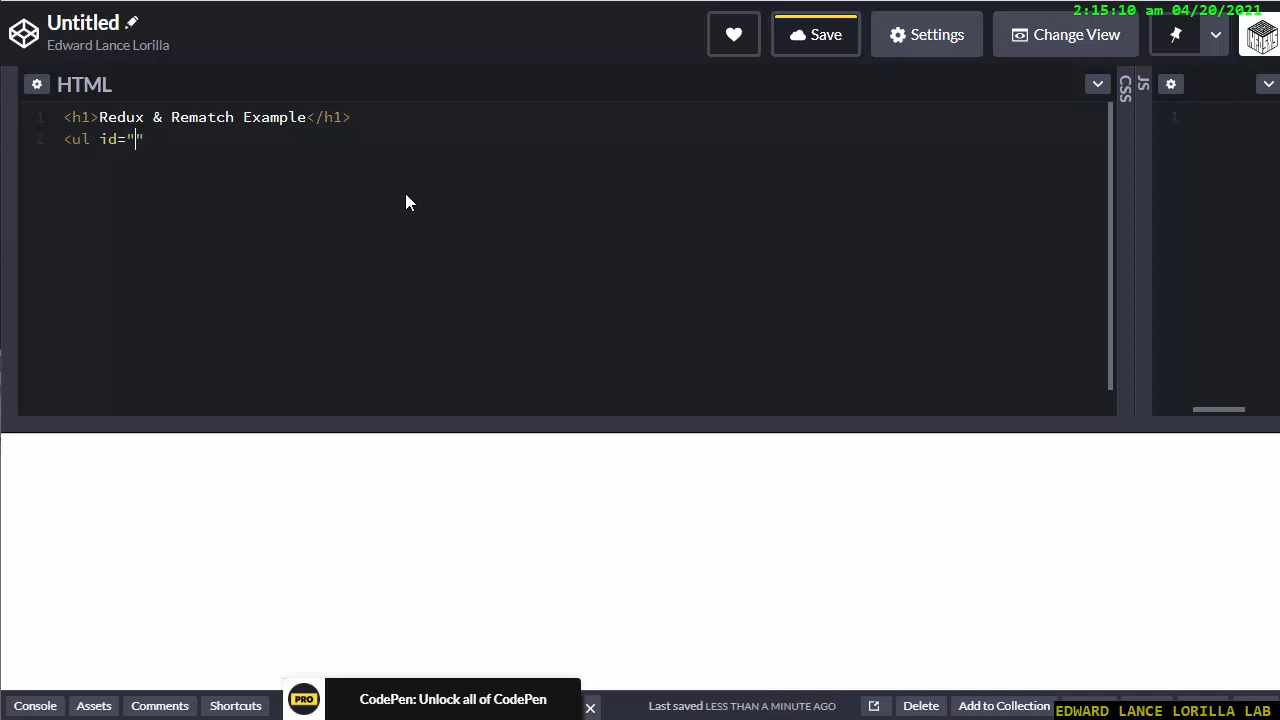 2:15:10 am 04/20/2021
Untitled
Edward Lance Lorilla
Save
Settings
Change View
HTML
CSS
JS
1 <h1>Redux & Rematch Example</h1>
2 <ul id=""
1
Console
Assets
Comments
Shortcuts
PRO
CodePen: Unlock all of CodePen
Last saved LESS THAN A MINUTE AGO
Delete
Add to Collection
EDWARD LANCE LORILLA LAB